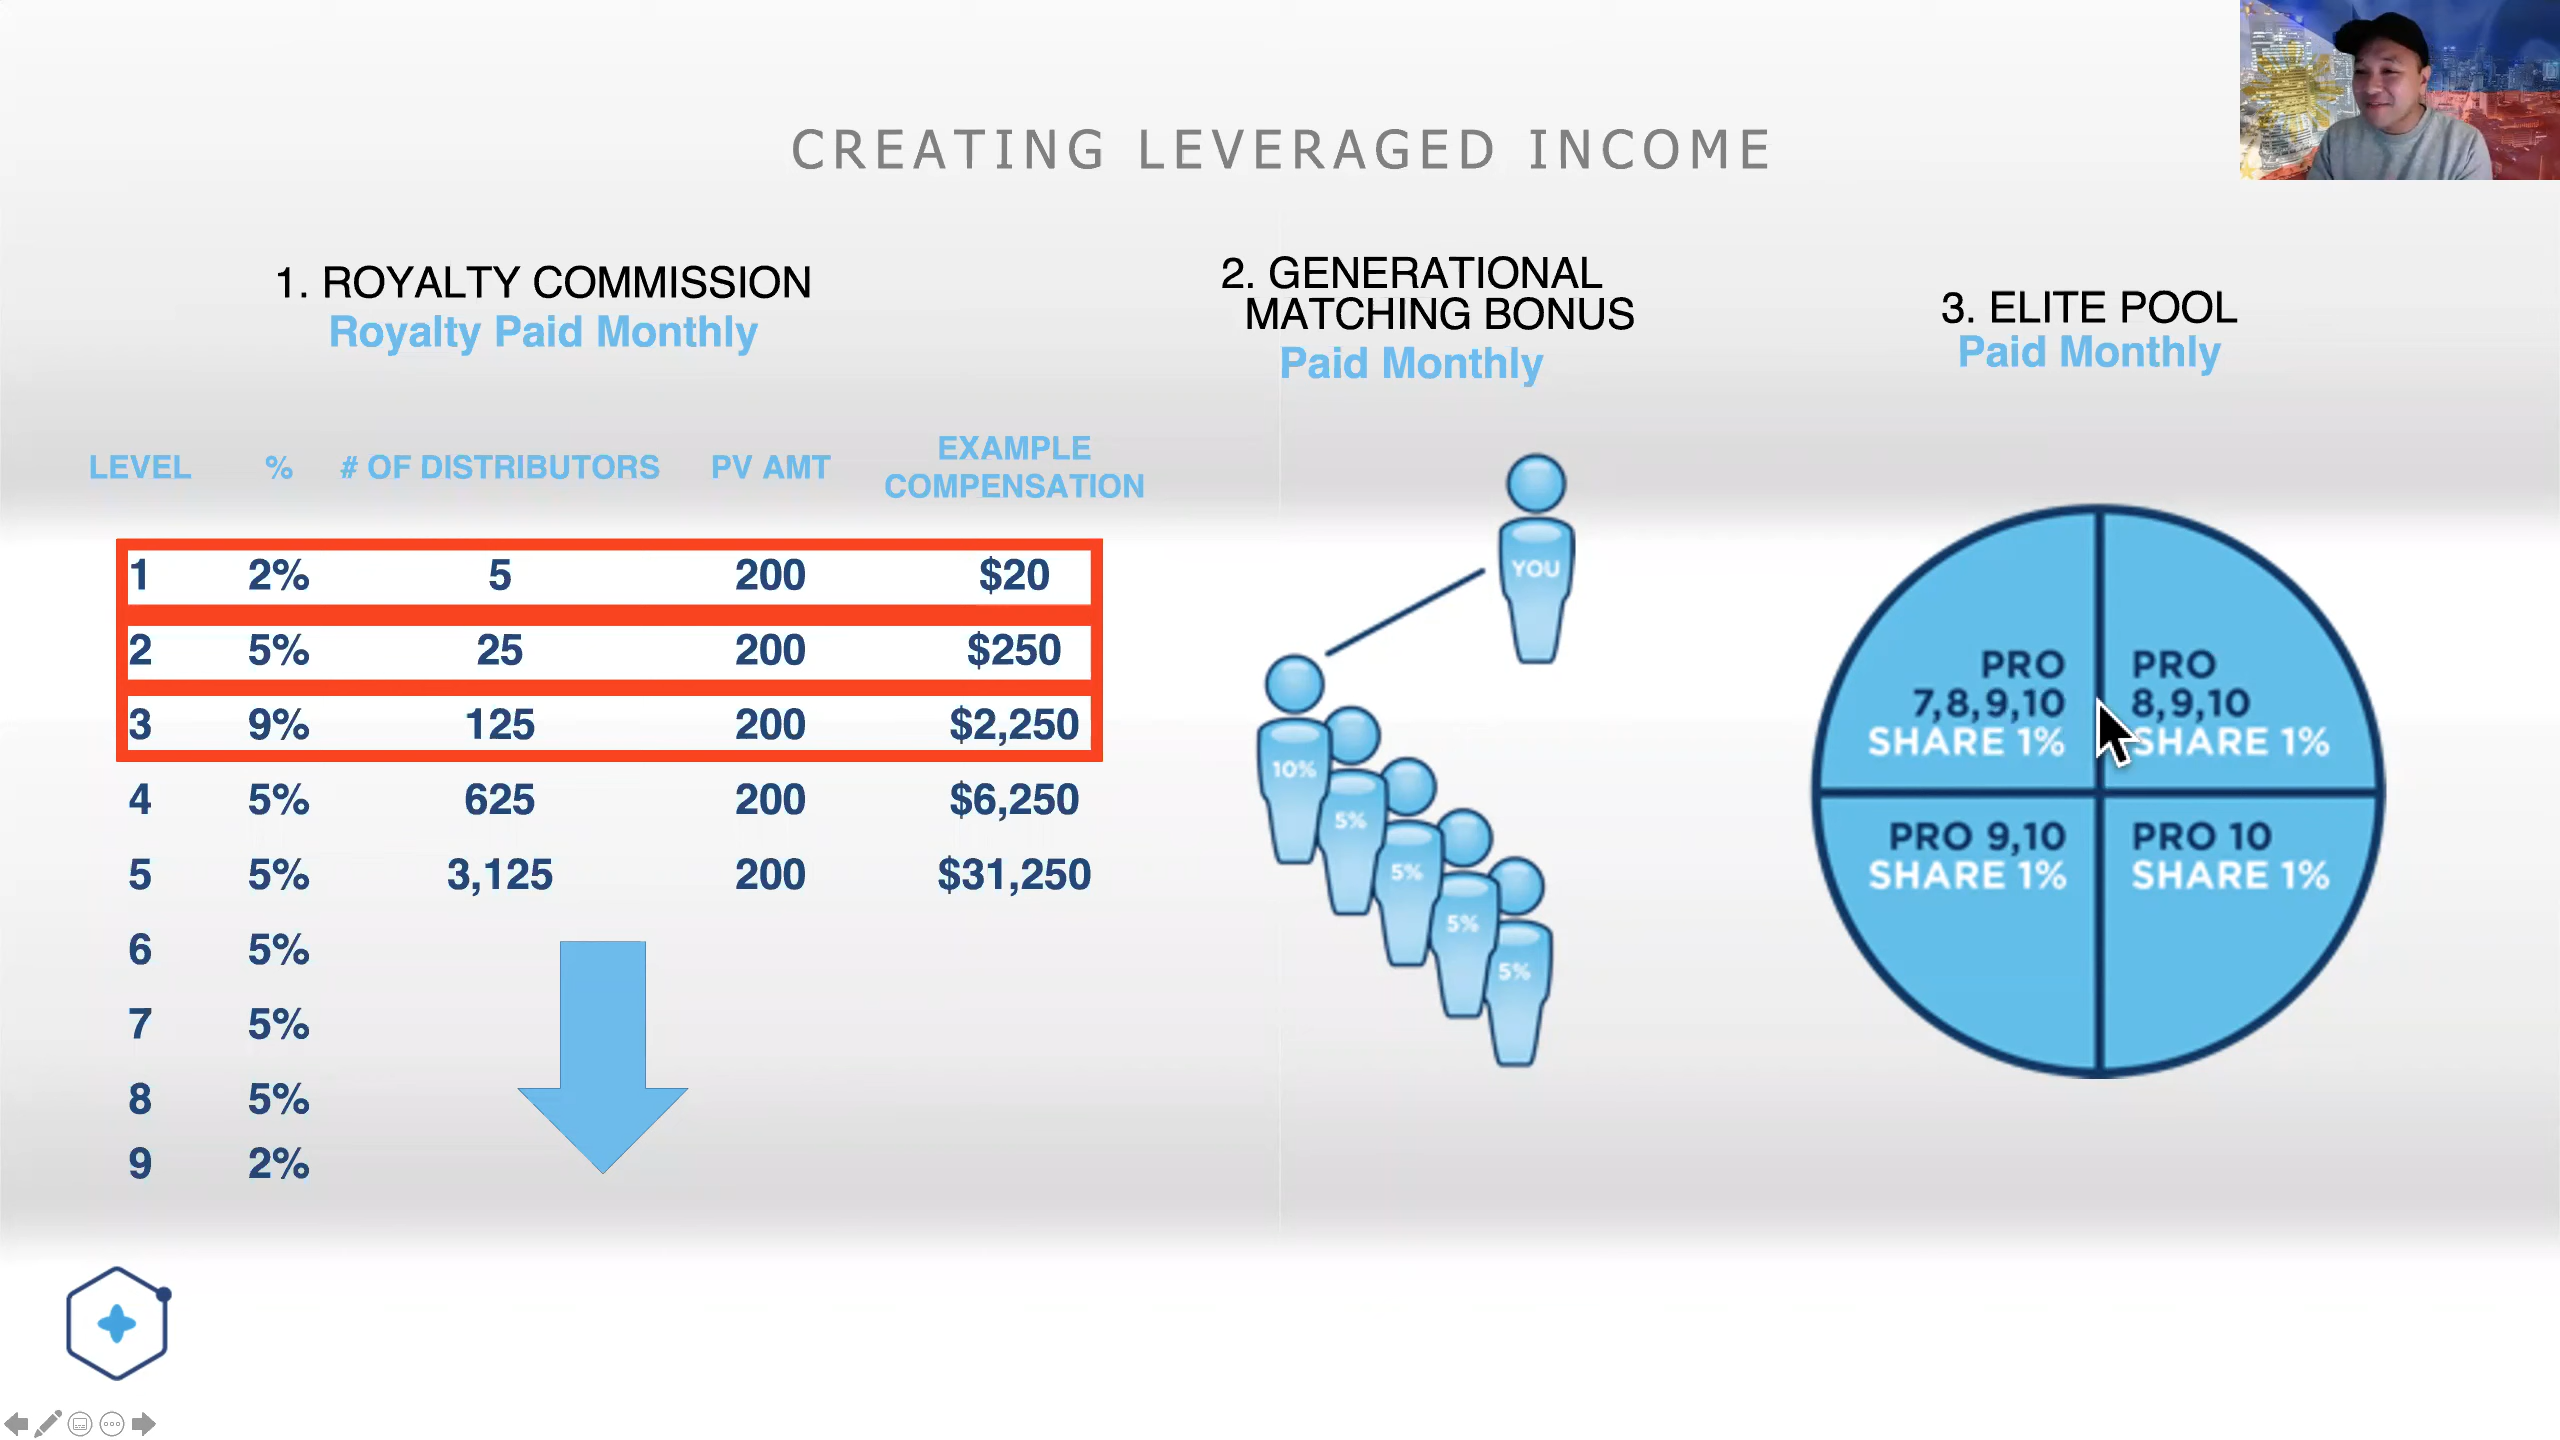 CREATING LEVERAGED INCOME
1. ROYALTY COMMISSION
Royalty Paid Monthly
LEVEL % # OF DISTRIBUTORS PV AMT EXAMPLE COMPENSATION
1 2% 5 200 $20
2 5% 25 200 $250
3 9% 125 200 $2,250
4 5% 625 200 $6,250
5 5% 3,125 200 $31,250
6 5%
7 5%
8 5%
9 2%
2. GENERATIONAL
MATCHING BONUS
Paid Monthly
YOU
10%
5%
5%
5%
5%
3. ELITE POOL
Paid Monthly
PRO
7,8,9,10
SHARE 1%
PRO
8,9,10
SHARE 1%
PRO 9,10
SHARE 1%
PRO 10
SHARE 1%